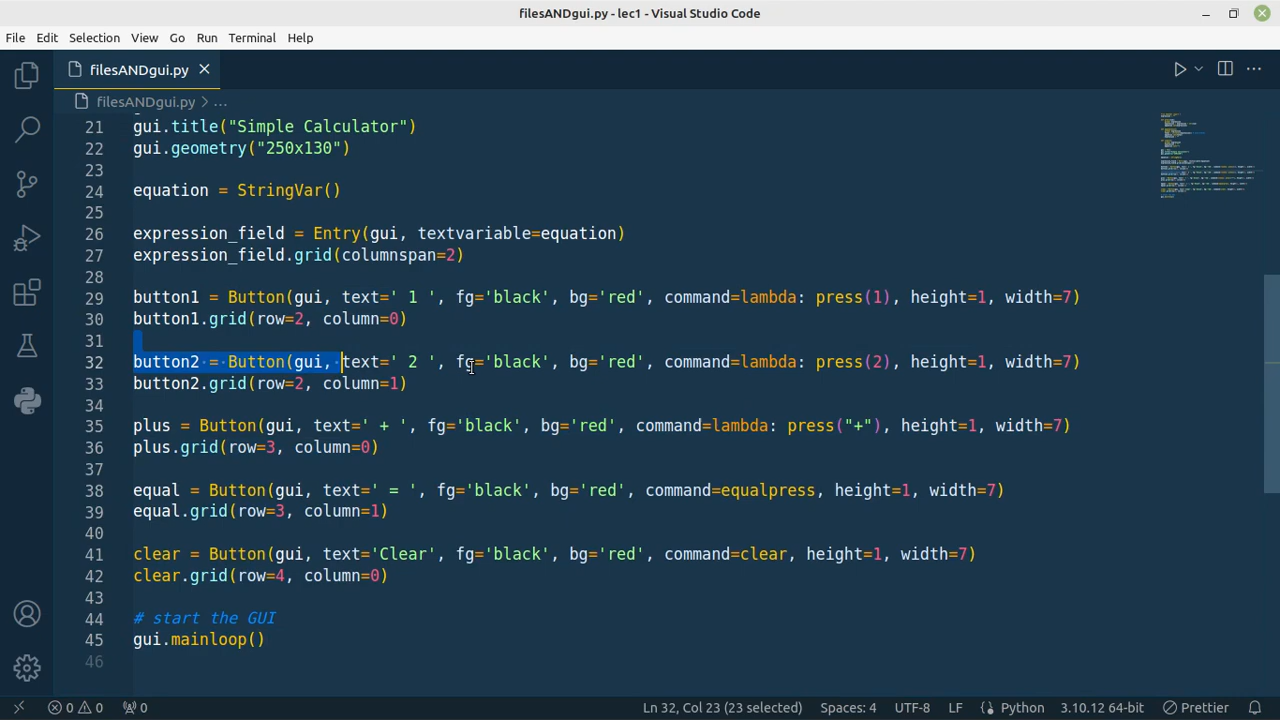 filesANDgui.py - lec1 - Visual Studio Code
File Edit Selection View Go Run Terminal Help
filesANDgui.py
filesANDgui.py > ...
21 gui.title("Simple Calculator")
22 gui.geometry("250x130")
23
24 equation = StringVar()
25
26 expression_field = Entry(gui, textvariable=equation)
27 expression_field.grid(columnspan=2)
28
29 button1 = Button(gui, text=' 1 ', fg='black', bg='red', command=lambda: press(1), height=1, width=7)
30 button1.grid(row=2, column=0)
31
32 button2 = Button(gui, text=' 2 ', fg='black', bg='red', command=lambda: press(2), height=1, width=7)
33 button2.grid(row=2, column=1)
34
35 plus = Button(gui, text=' + ', fg='black', bg='red', command=lambda: press("+"), height=1, width=7)
36 plus.grid(row=3, column=0)
37
38 equal = Button(gui, text=' = ', fg='black', bg='red', command=equalpress, height=1, width=7)
39 equal.grid(row=3, column=1)
40
41 clear = Button(gui, text='Clear', fg='black', bg='red', command=clear, height=1, width=7)
42 clear.grid(row=4, column=0)
43
44 # start the GUI
45 gui.mainloop()
46
0 0 0 Ln 32, Col 23 (23 selected) Spaces: 4 UTF-8 LF Python 3.10.12 64-bit Prettier